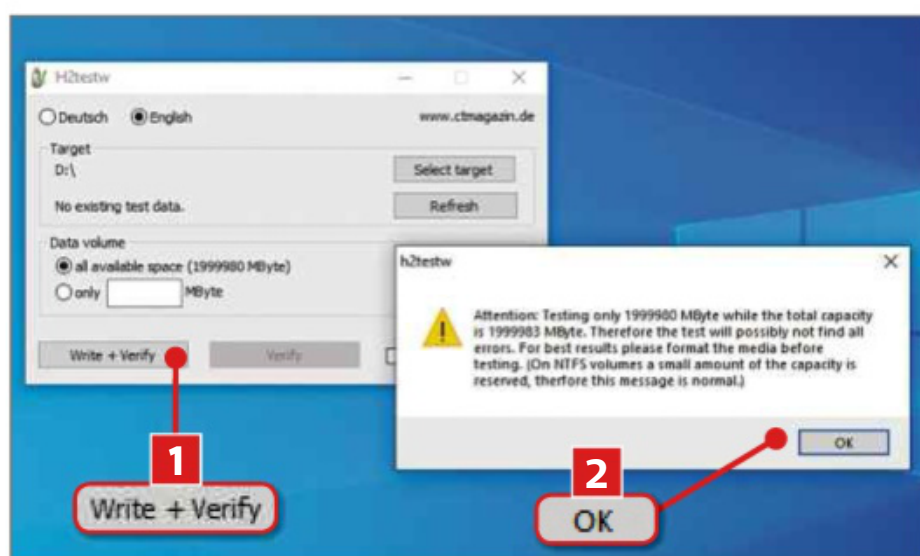 H2testw
Deutsch English www.ctmagazin.de
Target
D:\ Select target
No existing test data. Refresh
Data volume
all available space (1999980 MByte)
only MByte
Write + Verify Verify
h2testw
Attention: Testing only 1999980 MByte while the total capacity
is 1999983 MByte. Therefore the test will possibly not find all
errors. For best results please format the media before
testing. (On NTFS volumes a small amount of the capacity is
reserved, therfore this message is normal.)
OK
1
Write + Verify
2
OK